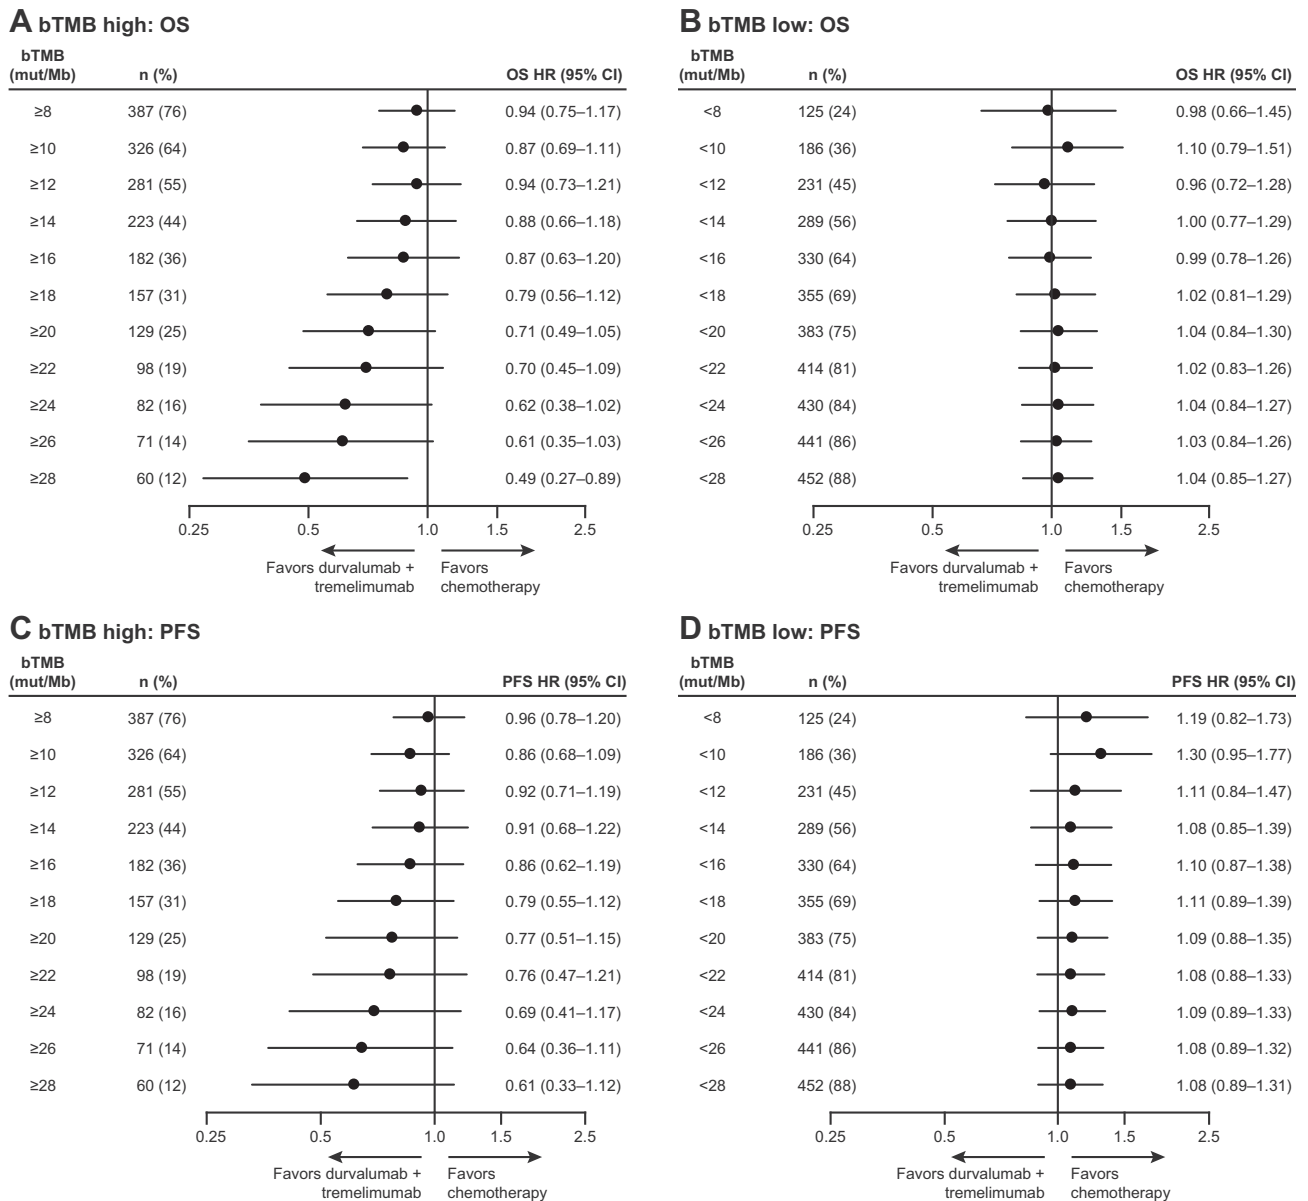 A bTMB high: OS
bTMB
(mut/Mb) n (%) OS HR (95% CI)
≥8 387 (76) 0.94 (0.75–1.17)
≥10 326 (64) 0.87 (0.69–1.11)
≥12 281 (55) 0.94 (0.73–1.21)
≥14 223 (44) 0.88 (0.66–1.18)
≥16 182 (36) 0.87 (0.63–1.20)
≥18 157 (31) 0.79 (0.56–1.12)
≥20 129 (25) 0.71 (0.49–1.05)
≥22 98 (19) 0.70 (0.45–1.09)
≥24 82 (16) 0.62 (0.38–1.02)
≥26 71 (14) 0.61 (0.35–1.03)
≥28 60 (12) 0.49 (0.27–0.89)
0.25 0.5 1.0 1.5 2.5
Favors durvalumab + Favors
tremelimumab chemotherapy
B bTMB low: OS
bTMB
(mut/Mb) n (%) OS HR (95% CI)
<8 125 (24) 0.98 (0.66–1.45)
<10 186 (36) 1.10 (0.79–1.51)
<12 231 (45) 0.96 (0.72–1.28)
<14 289 (56) 1.00 (0.77–1.29)
<16 330 (64) 0.99 (0.78–1.26)
<18 355 (69) 1.02 (0.81–1.29)
<20 383 (75) 1.04 (0.84–1.30)
<22 414 (81) 1.02 (0.83–1.26)
<24 430 (84) 1.04 (0.84–1.27)
<26 441 (86) 1.03 (0.84–1.26)
<28 452 (88) 1.04 (0.85–1.27)
0.25 0.5 1.0 1.5 2.5
Favors durvalumab + Favors
tremelimumab chemotherapy
C bTMB high: PFS
bTMB
(mut/Mb) n (%) PFS HR (95% CI)
≥8 387 (76) 0.96 (0.78–1.20)
≥10 326 (64) 0.86 (0.68–1.09)
≥12 281 (55) 0.92 (0.71–1.19)
≥14 223 (44) 0.91 (0.68–1.22)
≥16 182 (36) 0.86 (0.62–1.19)
≥18 157 (31) 0.79 (0.55–1.12)
≥20 129 (25) 0.77 (0.51–1.15)
≥22 98 (19) 0.76 (0.47–1.21)
≥24 82 (16) 0.69 (0.41–1.17)
≥26 71 (14) 0.64 (0.36–1.11)
≥28 60 (12) 0.61 (0.33–1.12)
0.25 0.5 1.0 1.5 2.5
Favors durvalumab + Favors
tremelimumab chemotherapy
D bTMB low: PFS
bTMB
(mut/Mb) n (%) PFS HR (95% CI)
<8 125 (24) 1.19 (0.82–1.73)
<10 186 (36) 1.30 (0.95–1.77)
<12 231 (45) 1.11 (0.84–1.47)
<14 289 (56) 1.08 (0.85–1.39)
<16 330 (64) 1.10 (0.87–1.38)
<18 355 (69) 1.11 (0.89–1.39)
<20 383 (75) 1.09 (0.88–1.35)
<22 414 (81) 1.08 (0.88–1.33)
<24 430 (84) 1.09 (0.89–1.33)
<26 441 (86) 1.08 (0.89–1.32)
<28 452 (88) 1.08 (0.89–1.31)
0.25 0.5 1.0 1.5 2.5
Favors durvalumab + Favors
tremelimumab chemotherapy